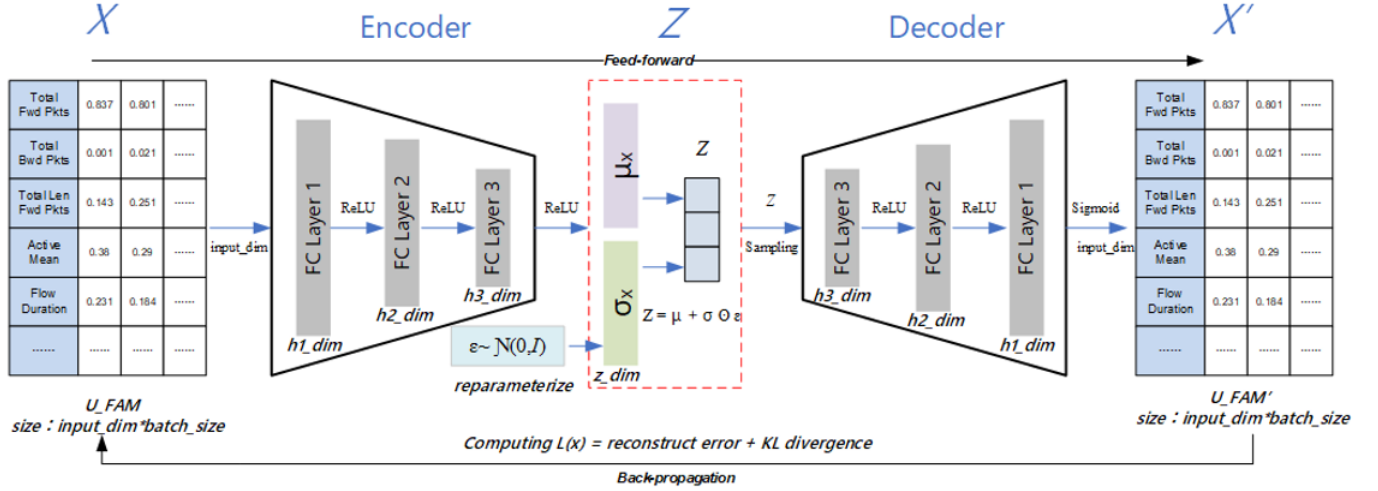 X Encoder Z Decoder X′
Feed-forward
Total Fwd Pkts 0.837 0.801 ......
Total Bwd Pkts 0.001 0.021 ......
Total Len Fwd Pkts 0.143 0.251 ......
Active Mean 0.38 0.29 ......
Flow Duration 0.231 0.184 ......
...... ...... ...... ......
U_FAM
size：input_dim*batch_size
input_dim
FC Layer 1
h1_dim
ReLU
FC Layer 2
h2_dim
ReLU
FC Layer 3
h3_dim
ReLU
ε~ N(0,I)
reparameterize
μx
σx
z_dim
Z
Z = μ + σ ⊙ ε
Z
Sampling
FC Layer 3
h3_dim
ReLU
FC Layer 2
h2_dim
ReLU
FC Layer 1
h1_dim
Sigmoid
input_dim
Total Fwd Pkts 0.837 0.801 ......
Total Bwd Pkts 0.001 0.021 ......
Total Len Fwd Pkts 0.143 0.251 ......
Active Mean 0.38 0.29 ......
Flow Duration 0.231 0.184 ......
...... ...... ...... ......
U_FAM′
size：input_dim*batch_size
Computing L(x) = reconstruct error + KL divergence
Back-propagation